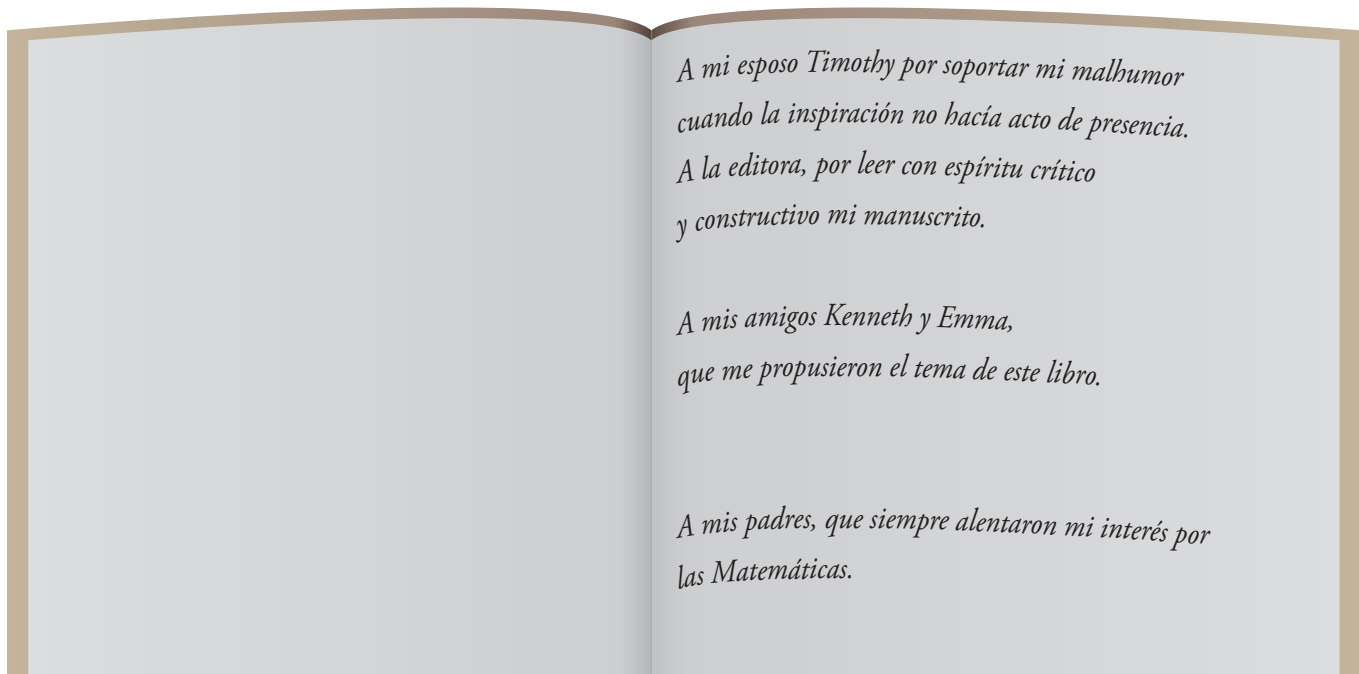 A mi esposo Timothy por soportar mi malhumor
cuando la inspiración no hacía acto de presencia.
A la editora, por leer con espíritu crítico
y constructivo mi manuscrito.
A mis amigos Kenneth y Emma,
que me propusieron el tema de este libro.
A mis padres, que siempre alentaron mi interés por
las Matemáticas.